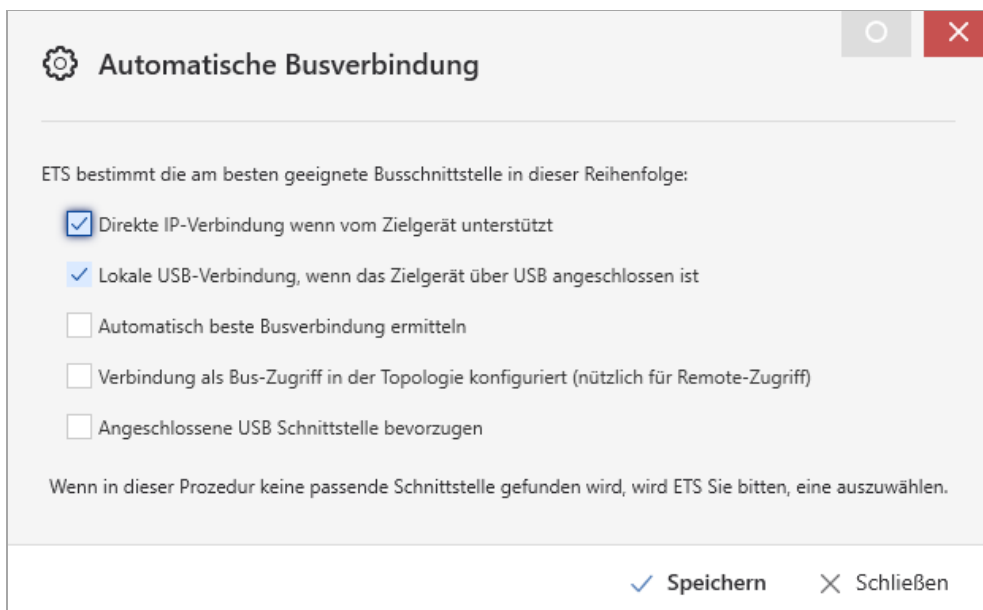 Automatische Busverbindung
ETS bestimmt die am besten geeignete Busschnittstelle in dieser Reihenfolge:
Direkte IP-Verbindung wenn vom Zielgerät unterstützt
Lokale USB-Verbindung, wenn das Zielgerät über USB angeschlossen ist
Automatisch beste Busverbindung ermitteln
Verbindung als Bus-Zugriff in der Topologie konfiguriert (nützlich für Remote-Zugriff)
Angeschlossene USB Schnittstelle bevorzugen
Wenn in dieser Prozedur keine passende Schnittstelle gefunden wird, wird ETS Sie bitten, eine auszuwählen.
Speichern Schließen